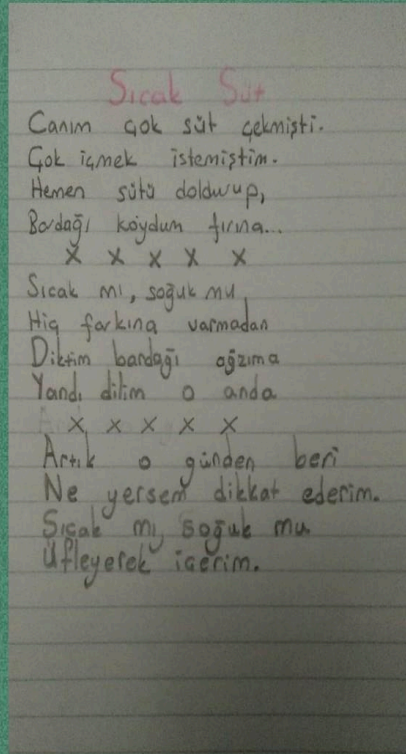 Sıcak Süt
Canım çok süt çekmişti.
Çok içmek istemiştim.
Hemen sütü doldurup,
Bardağı koydum fırına...
X X X X X
Sıcak mı, soğuk mu,
Hiç farkına varmadan
Diktim bardağı ağzıma
Yandı dilim o anda
X X X X X
Artık o günden beri
Ne yersem dikkat ederim.
Sıcak mı, soğuk mu
Üfleyerek içerim.